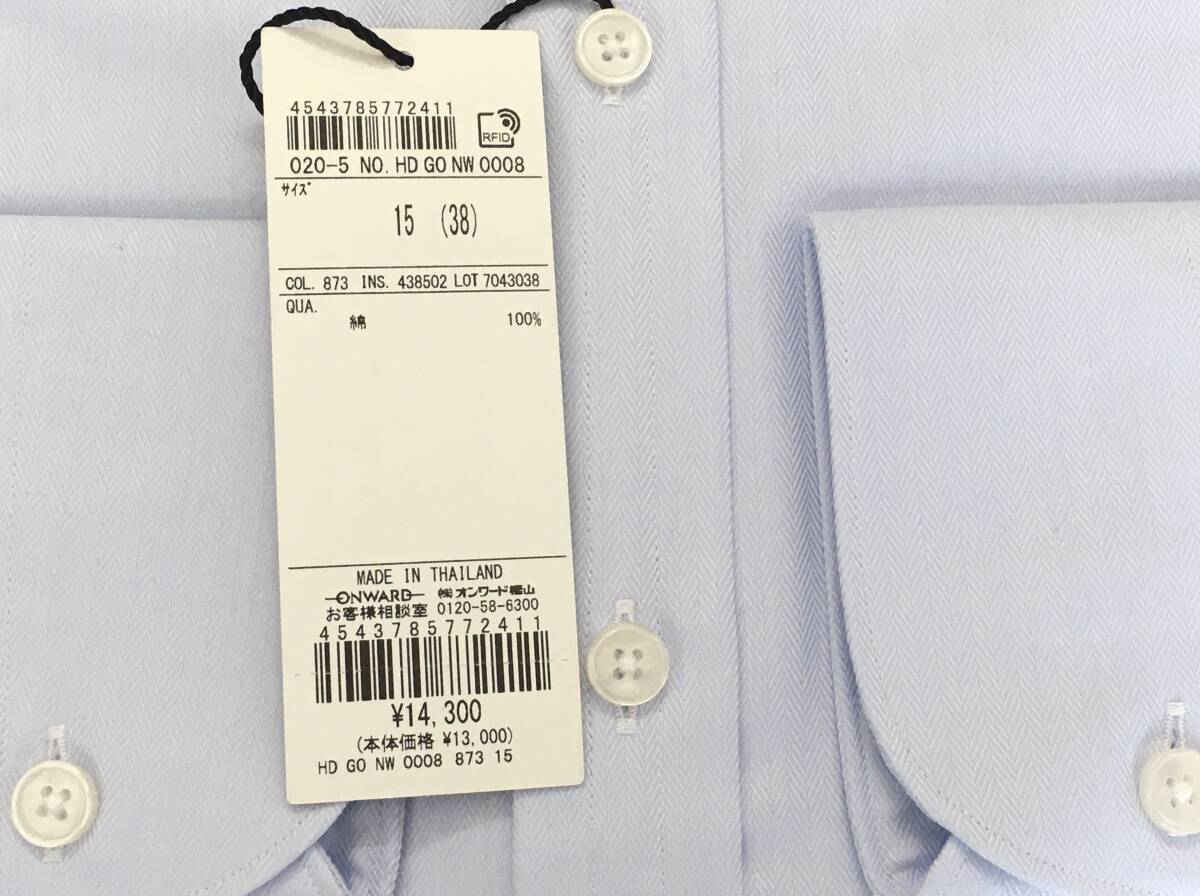 4543785772411
RFID
020-5 NO. HD GO NW 0008
サイズ
15 (38)
COL. 873 INS. 438502 LOT 7043038
QUA.
綿 100%
MADE IN THAILAND
ONWARD ㈱オンワード樫山
お客様相談室 0120-58-6300
4543785772411
¥14,300
(本体価格 ¥13,000)
HD GO NW 0008 873 15